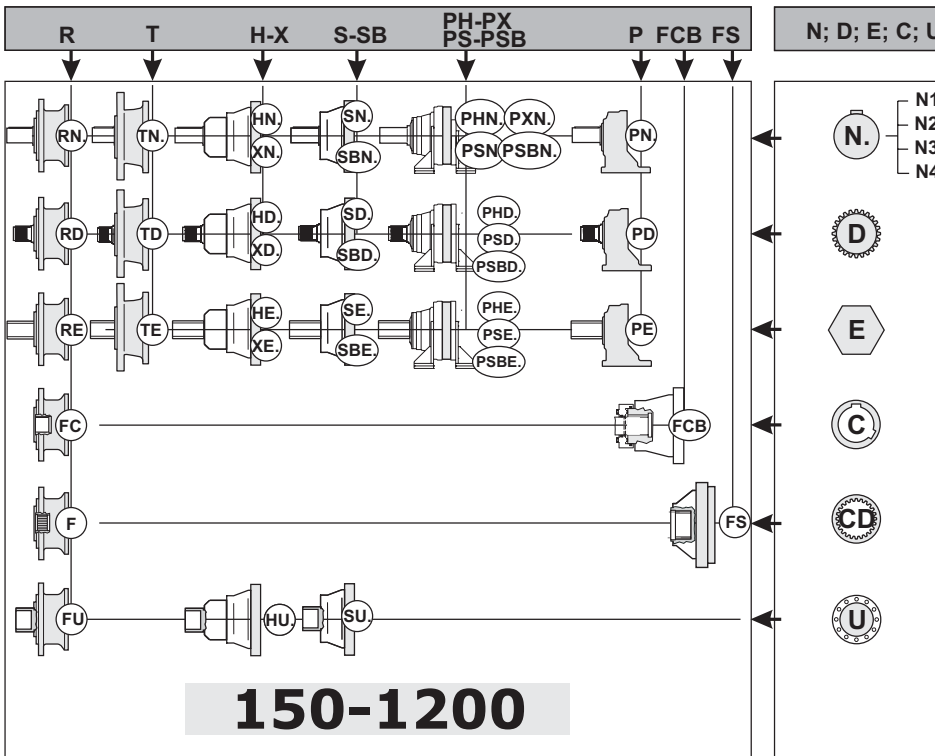 PH-PX
R T H-X S-SB PS-PSB P FCB FS N; D; E; C; U
N1
N2
N3
N4
RN. TN. HN. XN. SN. SBN. PHN. PXN. PSN PSBN. PN. N.
RD TD HD. XD. SD. SBD. PHD. PSD. PSBD. PD D
RE TE HE. XE. SE. SBE. PHE. PSE. PSBE. PE E
FC FCB C
F FS CD
FU HU. SU. U
150-1200